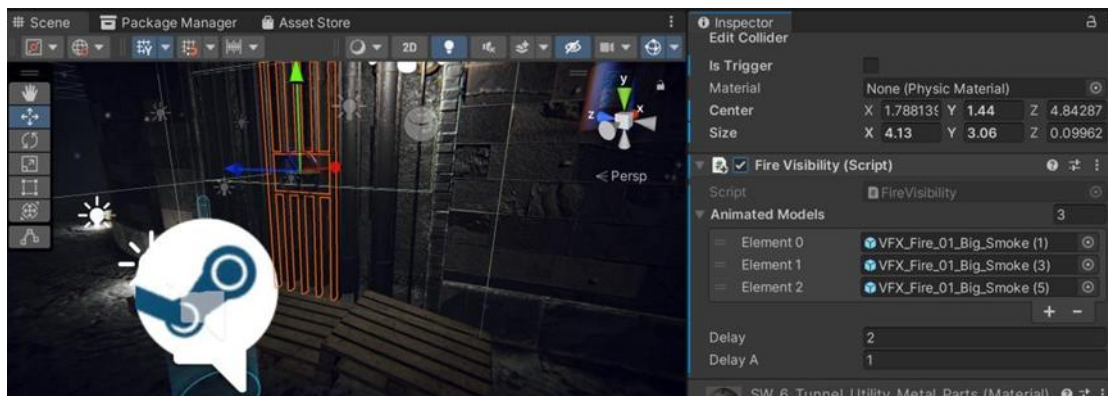 Scene Package Manager Asset Store
2D
y
z x
Persp
Inspector
Edit Collider
Is Trigger
Material None (Physic Material)
Center X 1.788139 Y 1.44 Z 4.84287
Size X 4.13 Y 3.06 Z 0.09962
Fire Visibility (Script)
Script FireVisibility
Animated Models 3
Element 0 VFX_Fire_01_Big_Smoke (1)
Element 1 VFX_Fire_01_Big_Smoke (3)
Element 2 VFX_Fire_01_Big_Smoke (5)
+ -
Delay 2
Delay A 1
SW_6_Tunnel_Utility_Metal_Parts (Material)